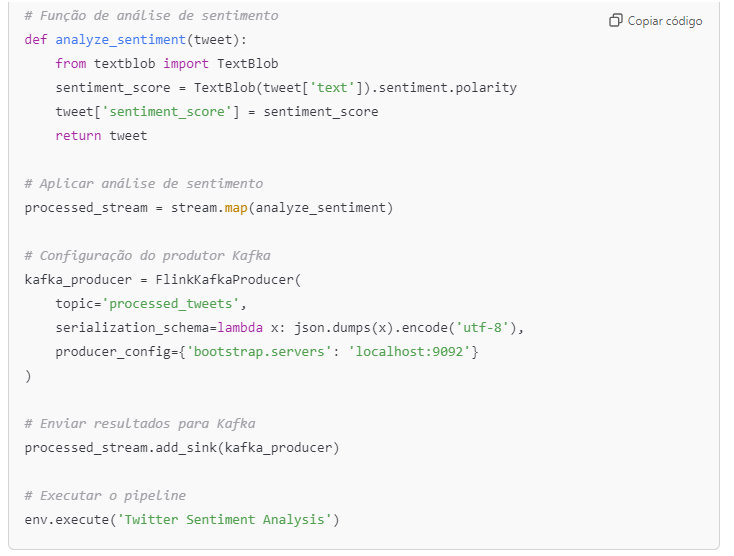 # Função de análise de sentimento
Copiar código
def analyze_sentiment(tweet):
    from textblob import TextBlob
    sentiment_score = TextBlob(tweet['text']).sentiment.polarity
    tweet['sentiment_score'] = sentiment_score
    return tweet
# Aplicar análise de sentimento
processed_stream = stream.map(analyze_sentiment)
# Configuração do produtor Kafka
kafka_producer = FlinkKafkaProducer(
    topic='processed_tweets',
    serialization_schema=lambda x: json.dumps(x).encode('utf-8'),
    producer_config={'bootstrap.servers': 'localhost:9092'}
)
# Enviar resultados para Kafka
processed_stream.add_sink(kafka_producer)
# Executar o pipeline
env.execute('Twitter Sentiment Analysis')